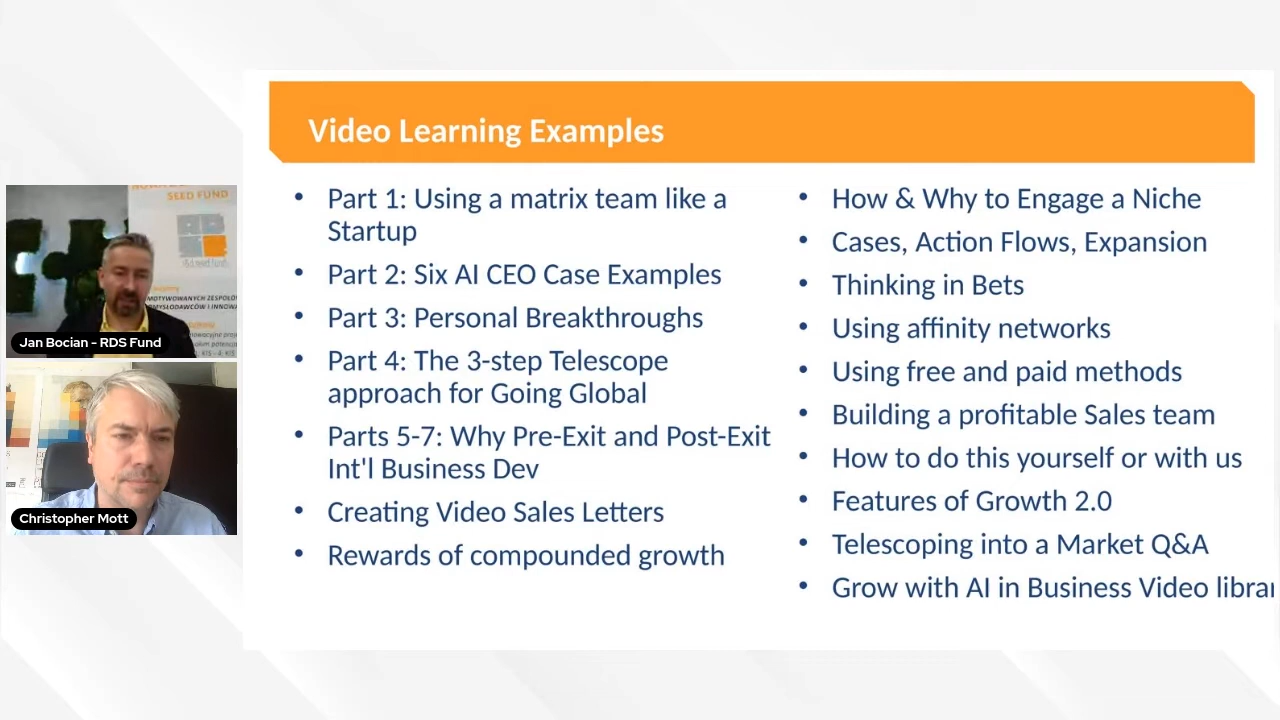 Video Learning Examples
• Part 1: Using a matrix team like a
Startup
• Part 2: Six AI CEO Case Examples
• Part 3: Personal Breakthroughs
• Part 4: The 3-step Telescope
approach for Going Global
• Parts 5-7: Why Pre-Exit and Post-Exit
Int'l Business Dev
• Creating Video Sales Letters
• Rewards of compounded growth
• How & Why to Engage a Niche
• Cases, Action Flows, Expansion
• Thinking in Bets
• Using affinity networks
• Using free and paid methods
• Building a profitable Sales team
• How to do this yourself or with us
• Features of Growth 2.0
• Telescoping into a Market Q&A
• Grow with AI in Business Video librar
SEED FUND
Jan Bocian - RDS Fund
Christopher Mott